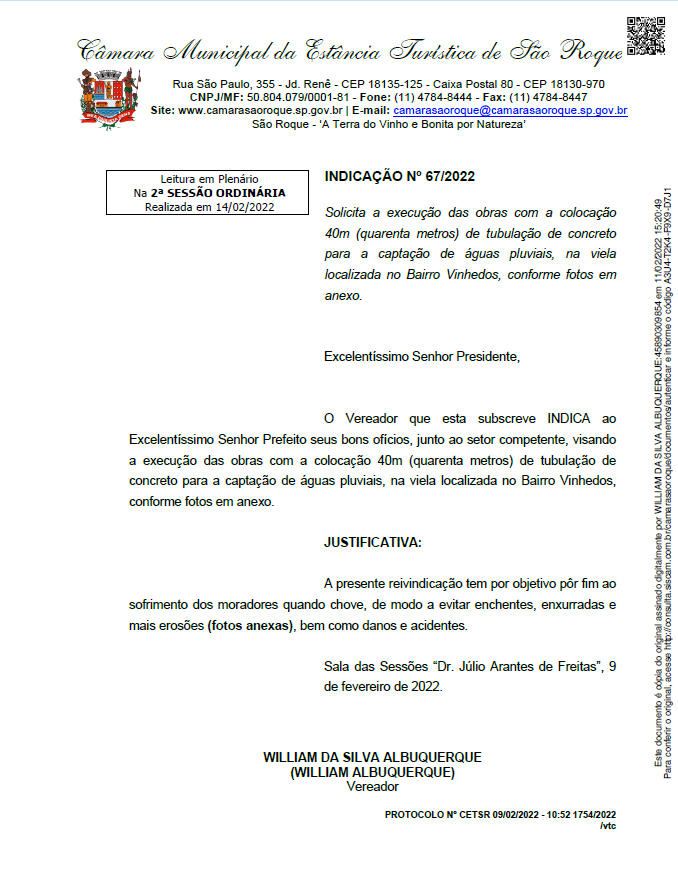 Câmara Municipal da Estância Turística de São Roque
Rua São Paulo, 355 - Jd. Renê - CEP 18135-125 - Caixa Postal 80 - CEP 18130-970
CNPJ/MF: 50.804.079/0001-81 - Fone: (11) 4784-8444 - Fax: (11) 4784-8447
Site: www.camarasaoroque.sp.gov.br | E-mail: camarasaoroque@camarasaoroque.sp.gov.br
São Roque - 'A Terra do Vinho e Bonita por Natureza'
Leitura em Plenário
Na 2ª SESSÃO ORDINÁRIA
Realizada em 14/02/2022
INDICAÇÃO Nº 67/2022
Solicita a execução das obras com a colocação
40m (quarenta metros) de tubulação de concreto
para a captação de águas pluviais, na viela
localizada no Bairro Vinhedos, conforme fotos em
anexo.
Excelentíssimo Senhor Presidente,
O Vereador que esta subscreve INDICA ao
Excelentíssimo Senhor Prefeito seus bons ofícios, junto ao setor competente, visando
a execução das obras com a colocação 40m (quarenta metros) de tubulação de
concreto para a captação de águas pluviais, na viela localizada no Bairro Vinhedos,
conforme fotos em anexo.
JUSTIFICATIVA:
A presente reivindicação tem por objetivo pôr fim ao
sofrimento dos moradores quando chove, de modo a evitar enchentes, enxurradas e
mais erosões (fotos anexas), bem como danos e acidentes.
Sala das Sessões “Dr. Júlio Arantes de Freitas”, 9
de fevereiro de 2022.
WILLIAM DA SILVA ALBUQUERQUE
(WILLIAM ALBUQUERQUE)
Vereador
PROTOCOLO Nº CETSR 09/02/2022 - 10:52 1754/2022
/vtc
Este documento é cópia do original assinado digitalmente por WILLIAM DA SILVA ALBUQUERQUE:45890309854 em 11/02/2022 15:20:49
Para conferir o original, acesse http://consulta.siscam.com.br/camarasaoroque/documentos/autenticar e informe o código A3U4-T2K4-F9X9-D7J1